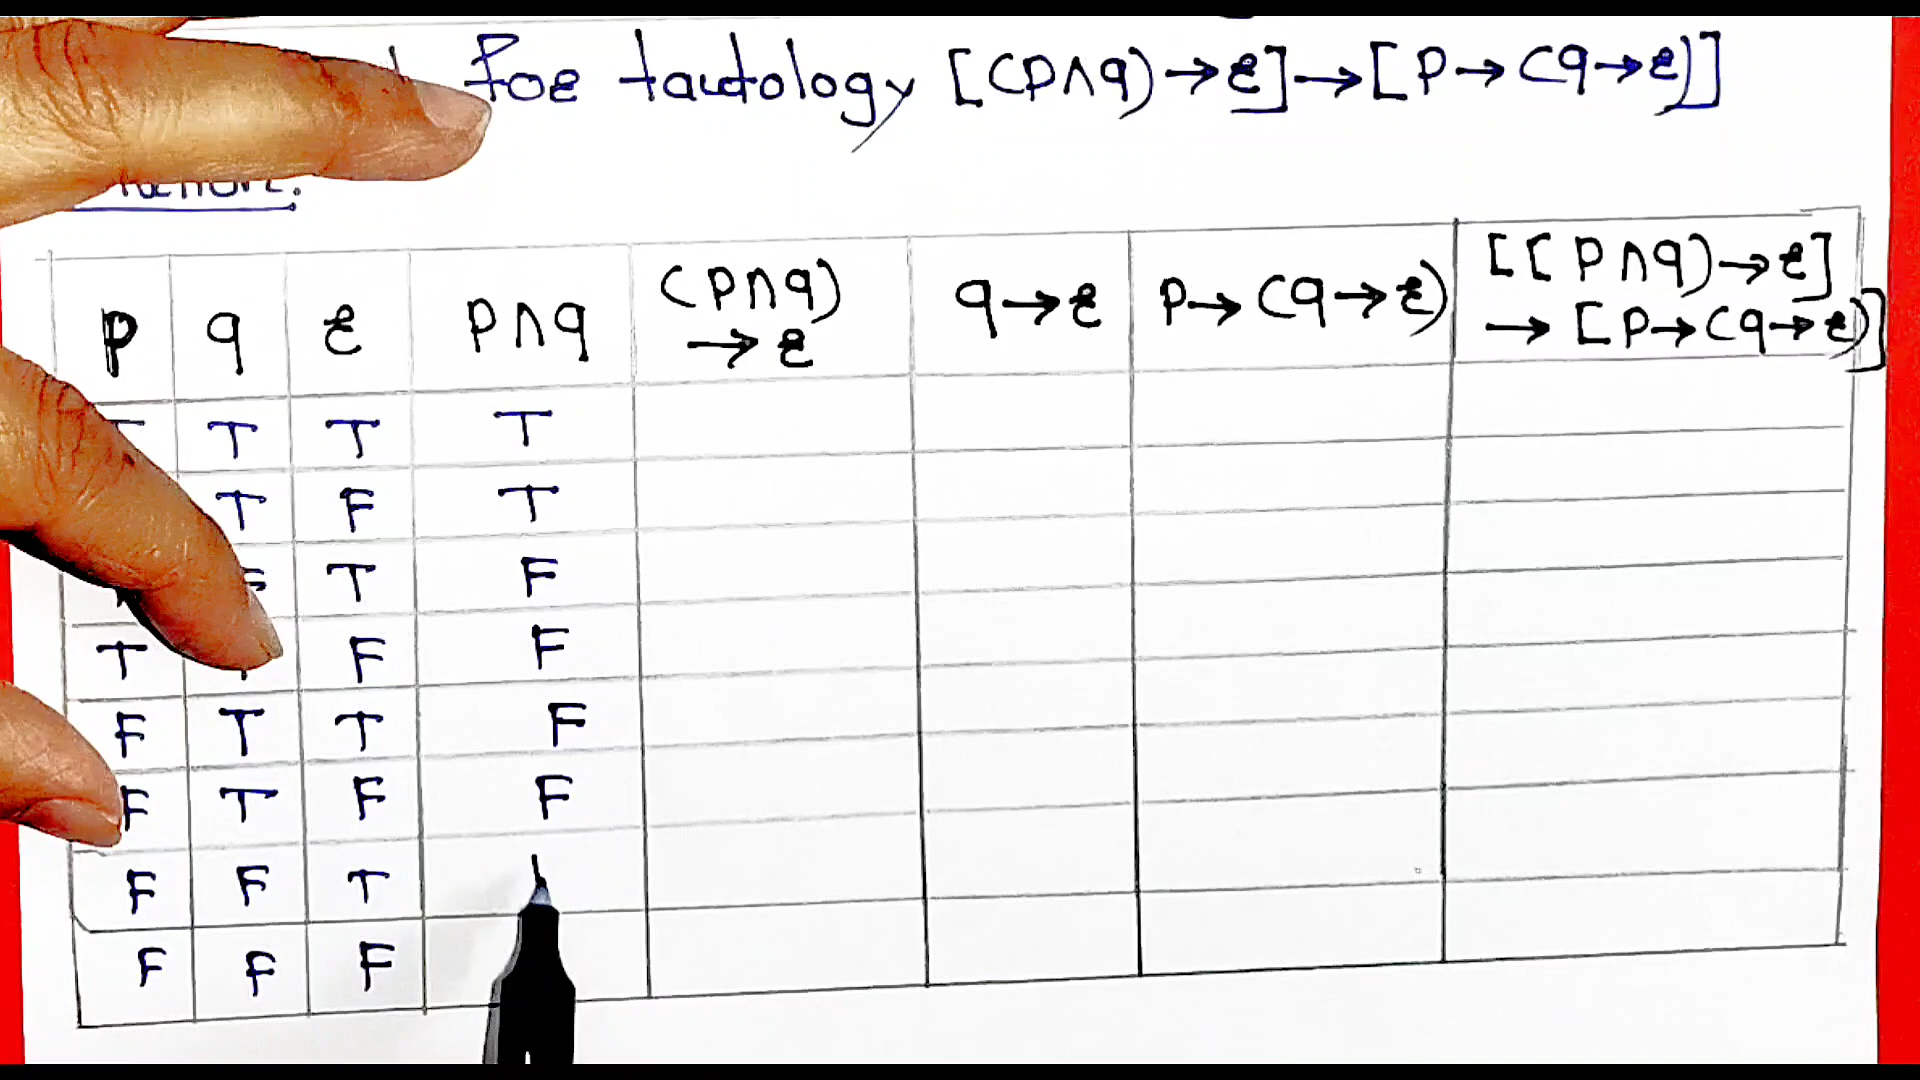 for tautology [(p∧q)→r]→[p→(q→r)]
p q r p∧q (p∧q)→r q→r p→(q→r) [[p∧q)→r]→[p→(q→r)]
T T T
T F T
T F
T F F
F T T F
F T F F
F F T
F F F